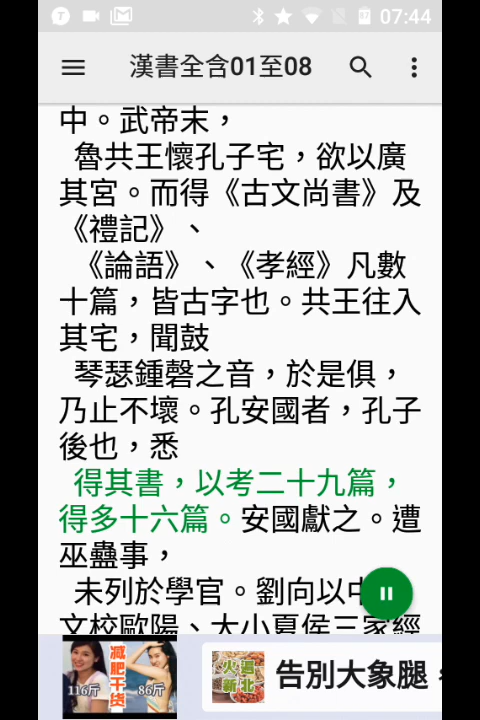 07:44
漢書全含01至08
中。武帝末，
魯共王懷孔子宅，欲以廣
其宮。而得《古文尚書》及
《禮記》、
《論語》、《孝經》凡數
十篇，皆古字也。共王往入
其宅，聞鼓
琴瑟鍾磬之音，於是俱，
乃止不壞。孔安國者，孔子
後也，悉
得其書，以考二十九篇，
得多十六篇。安國獻之。遭
巫蠱事，
未列於學官。劉向以中
文校歐陽、大小夏侯三家經
116斤
减肥干货
86斤
火遍
新北
告別大象腿，